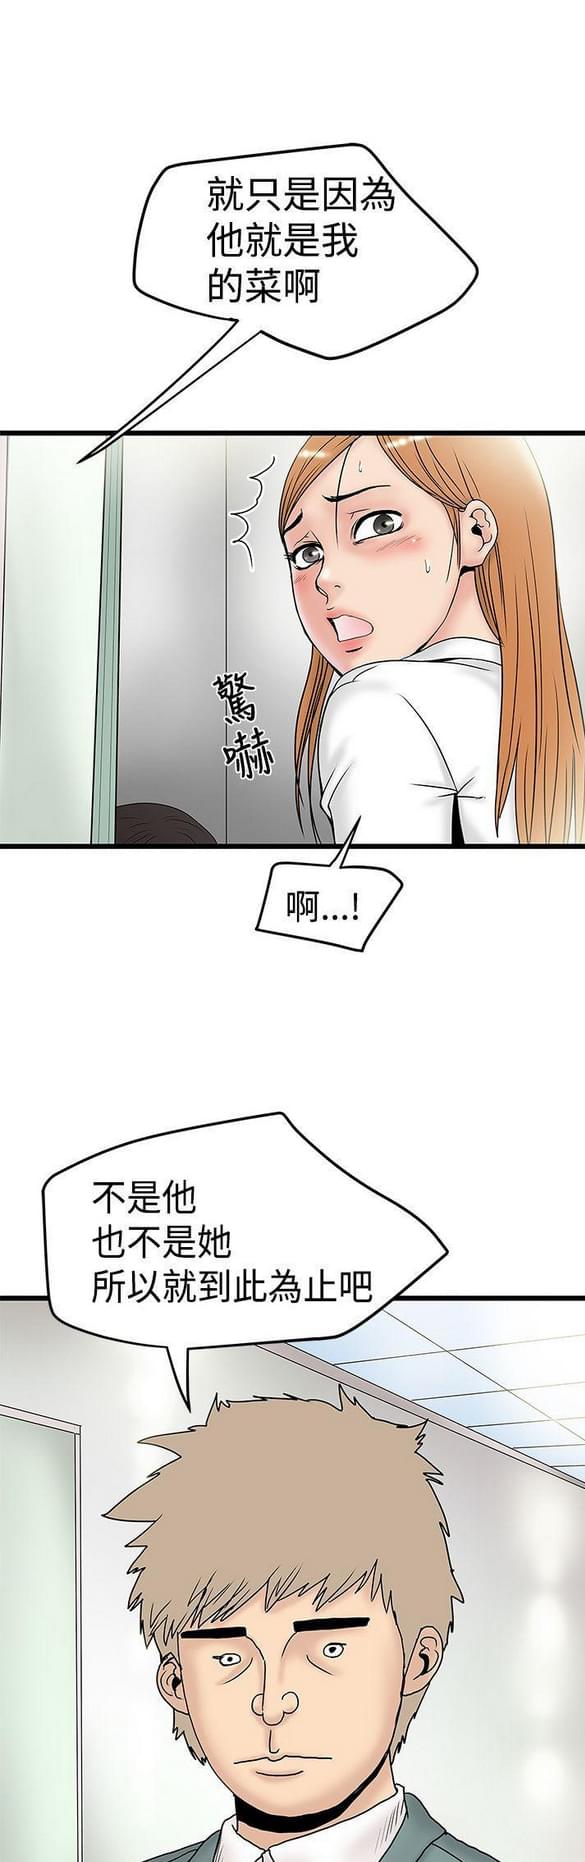 就只是因為
他就是我
的菜啊
驚嚇
啊...!
不是他
也不是她
所以就到此為止吧